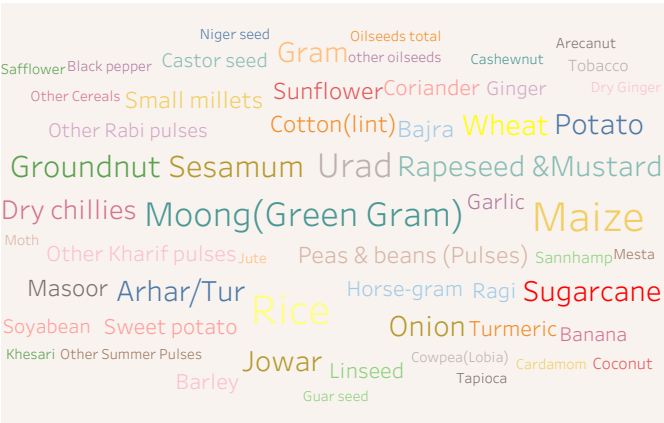 Niger seed
Oilseeds total
Arecanut
Gram
other oilseeds
Castor seed
Cashewnut
Tobacco
Safflower
Black pepper
Other Cereals
Small millets
Sunflower
Coriander
Ginger
Dry Ginger
Other Rabi pulses
Cotton(lint)
Bajra
Wheat
Potato
Groundnut
Sesamum
Urad
Rapeseed &Mustard
Dry chillies
Moong(Green Gram)
Garlic
Maize
Moth
Other Kharif pulses
Jute
Peas & beans (Pulses)
Sannhamp
Mesta
Masoor
Arhar/Tur
Rice
Horse-gram
Ragi
Sugarcane
Soyabean
Sweet potato
Onion
Turmeric
Banana
Khesari
Other Summer Pulses
Jowar
Linseed
Cowpea(Lobia)
Cardamom
Coconut
Barley
Tapioca
Guar seed